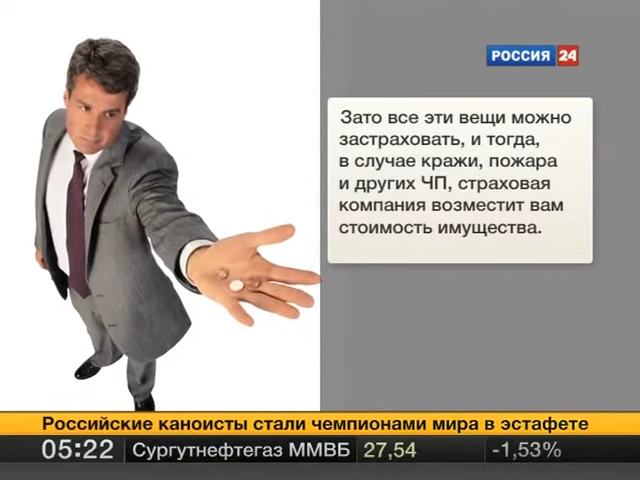 РОССИЯ 24
Зато все эти вещи можно
застраховать, и тогда,
в случае кражи, пожара
и других ЧП, страховая
компания возместит вам
стоимость имущества.
Российские каноисты стали чемпионами мира в эстафете
05:22 Сургутнефтегаз ММВБ 27,54 -1,53%